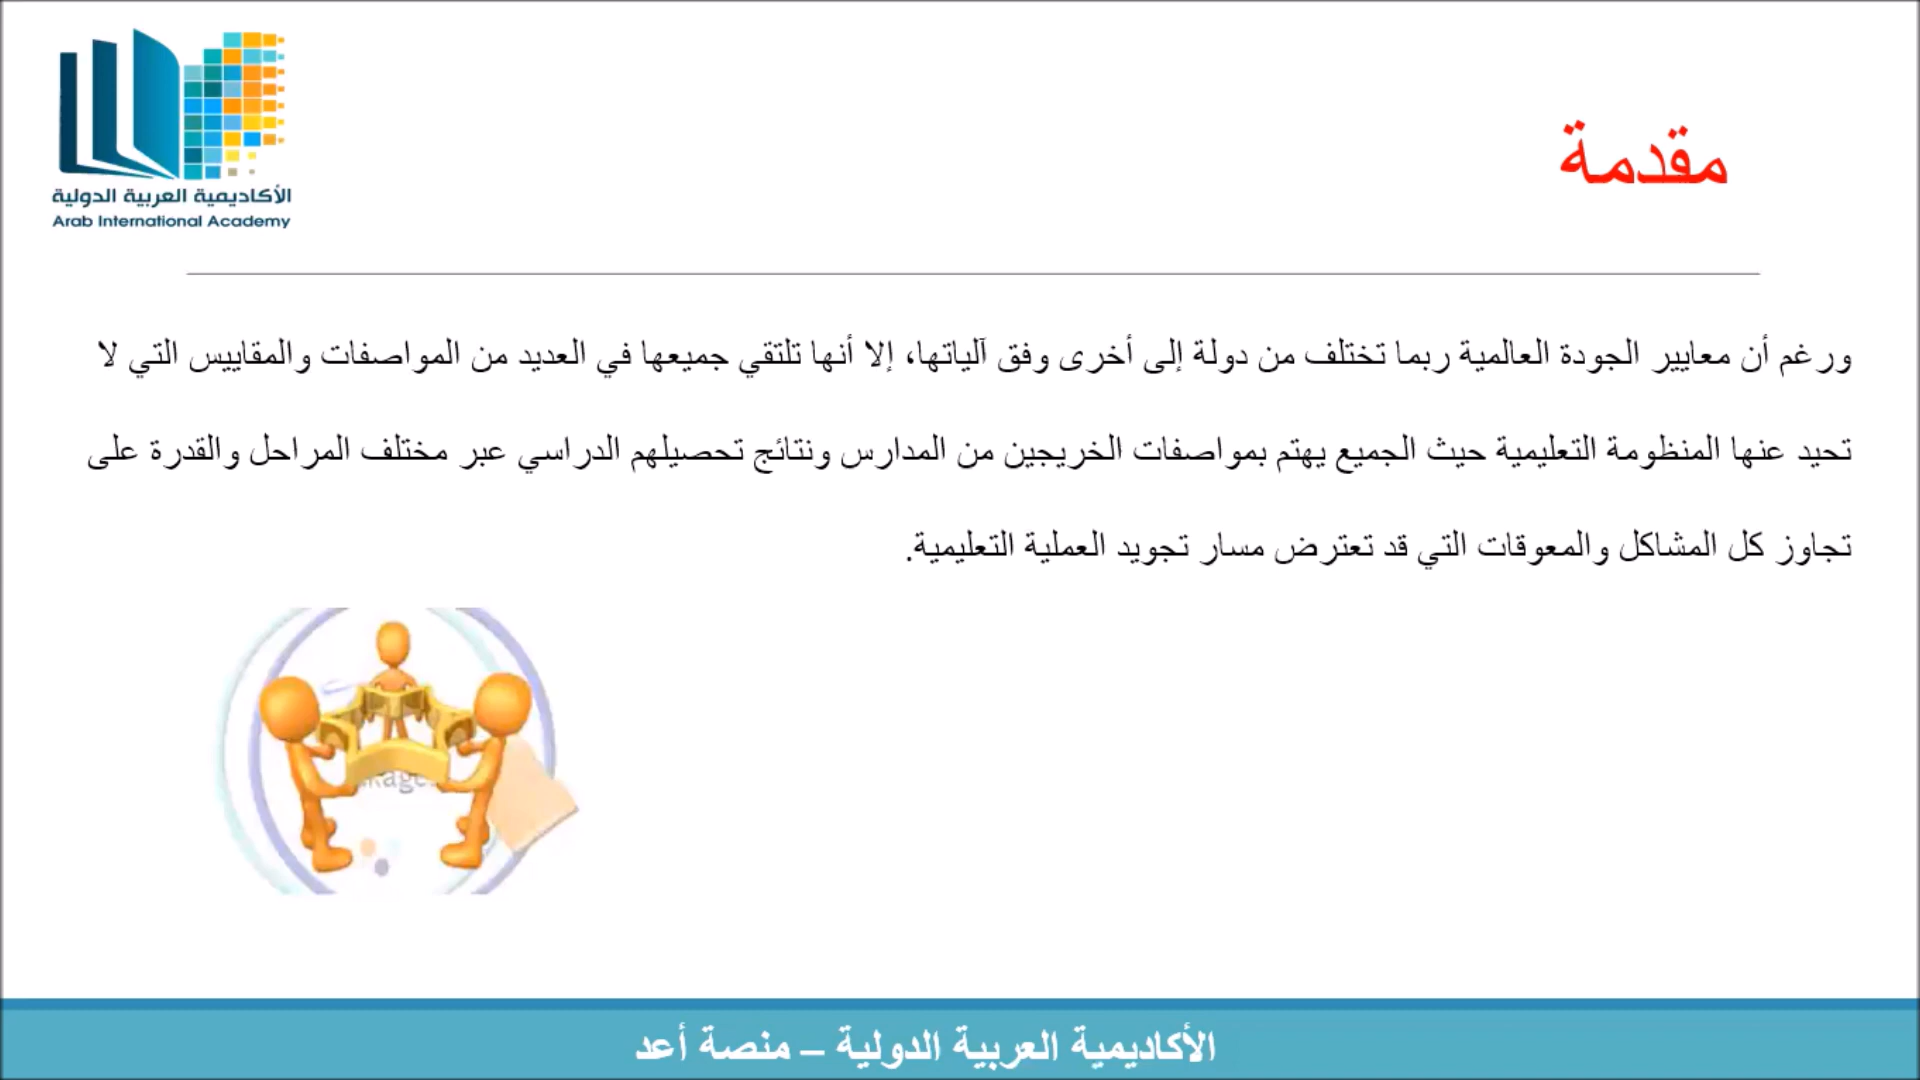 الأكاديمية العربية الدولية
Arab International Academy
مقدمة
ورغم أن معايير الجودة العالمية ربما تختلف من دولة إلى أخرى وفق آلياتها، إلا أنها تلتقي جميعها في العديد من المواصفات والمقاييس التي لا
تحيد عنها المنظومة التعليمية حيث الجميع يهتم بمواصفات الخريجين من المدارس ونتائج تحصيلهم الدراسي عبر مختلف المراحل والقدرة على
تجاوز كل المشاكل والمعوقات التي قد تعترض مسار تجويد العملية التعليمية.
الأكاديمية العربية الدولية – منصة أعد